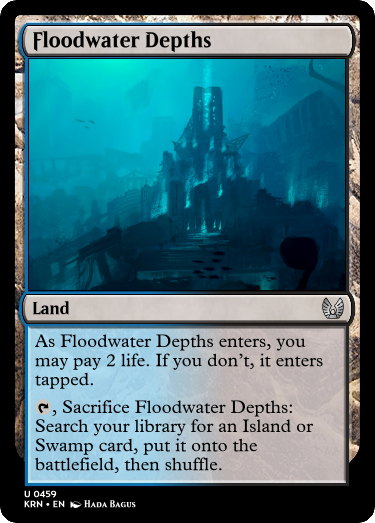 Floodwater Depths
Land
As Floodwater Depths enters, you
may pay 2 life. If you don't, it enters
tapped.
, Sacrifice Floodwater Depths:
Search your library for an Island or
Swamp card, put it onto the
battlefield, then shuffle.
U 0459
KRN • EN Hada Bagus